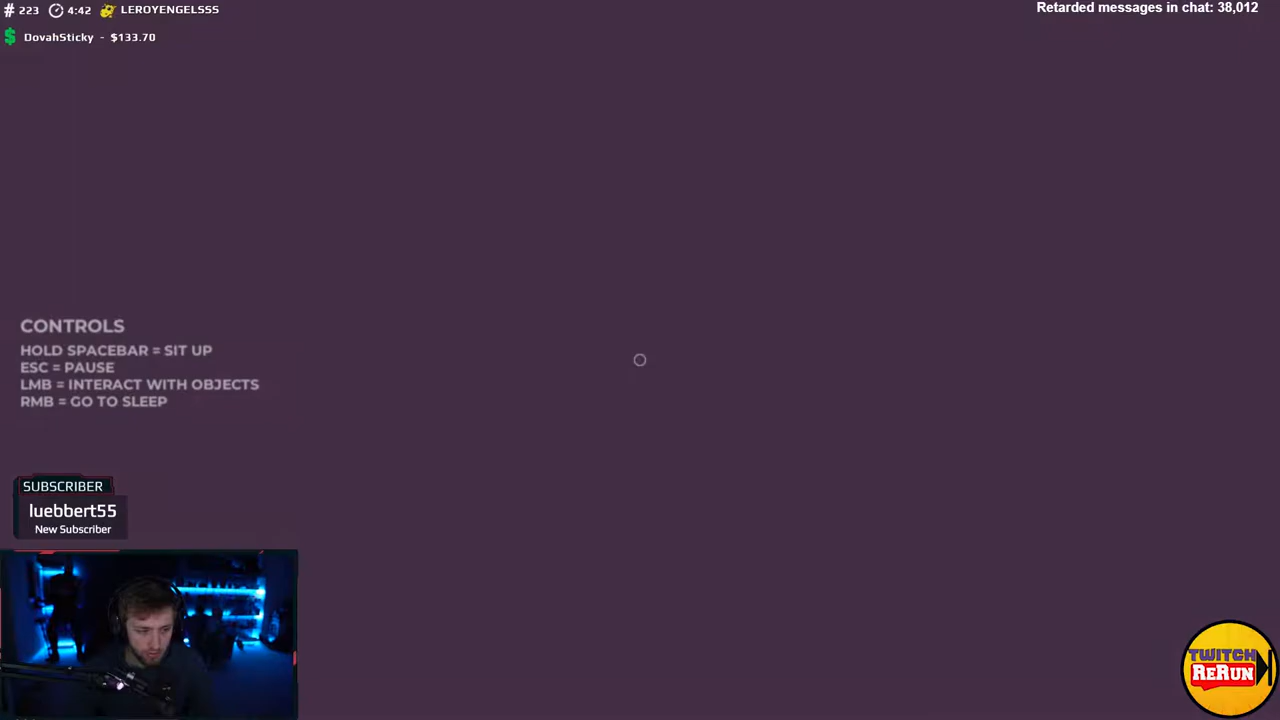 # 223 4:42 LEROYENGELS55
Retarded messages in chat: 38,012
$ DovahSticky - $133.70
CONTROLS
HOLD SPACEBAR = SIT UP
ESC = PAUSE
LMB = INTERACT WITH OBJECTS
RMB = GO TO SLEEP
SUBSCRIBER
luebbert55
New Subscriber
TWITCH
ReRUN